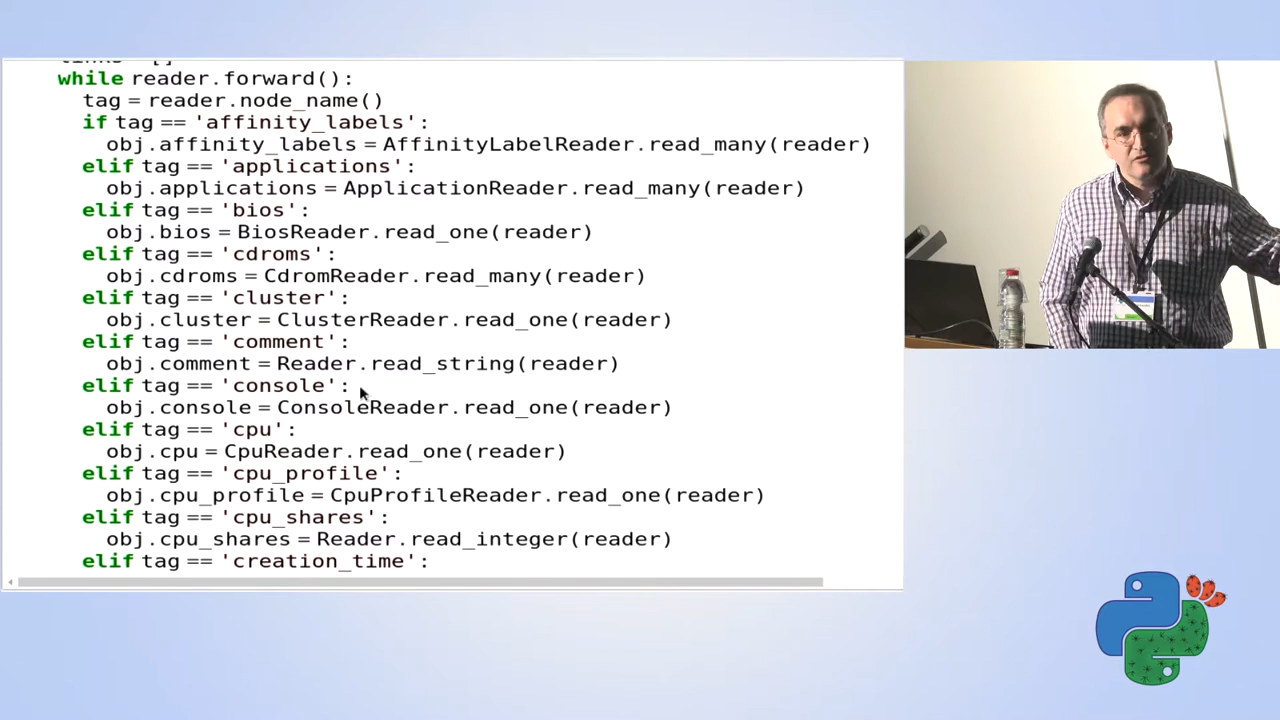 while reader.forward():
tag = reader.node_name()
if tag == 'affinity_labels':
obj.affinity_labels = AffinityLabelReader.read_many(reader)
elif tag == 'applications':
obj.applications = ApplicationReader.read_many(reader)
elif tag == 'bios':
obj.bios = BiosReader.read_one(reader)
elif tag == 'cdroms':
obj.cdroms = CdromReader.read_many(reader)
elif tag == 'cluster':
obj.cluster = ClusterReader.read_one(reader)
elif tag == 'comment':
obj.comment = Reader.read_string(reader)
elif tag == 'console':
obj.console = ConsoleReader.read_one(reader)
elif tag == 'cpu':
obj.cpu = CpuReader.read_one(reader)
elif tag == 'cpu_profile':
obj.cpu_profile = CpuProfileReader.read_one(reader)
elif tag == 'cpu_shares':
obj.cpu_shares = Reader.read_integer(reader)
elif tag == 'creation_time':